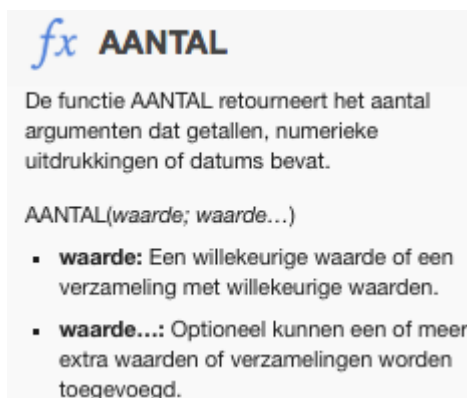 fx AANTAL
De functie AANTAL retourneert het aantal
argumenten dat getallen, numerieke
uitdrukkingen of datums bevat.
AANTAL(waarde; waarde…)
▪ waarde: Een willekeurige waarde of een
verzameling met willekeurige waarden.
▪ waarde…: Optioneel kunnen een of meer
extra waarden of verzamelingen worden
toegevoegd.